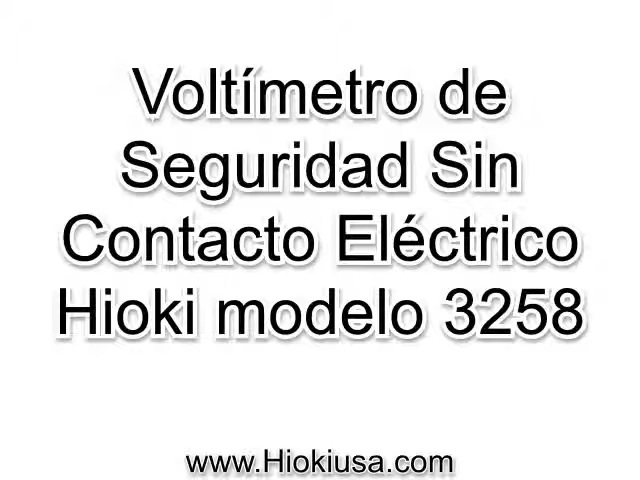 Voltímetro de
Seguridad Sin
Contacto Eléctrico
Hioki modelo 3258
www.Hiokiusa.com